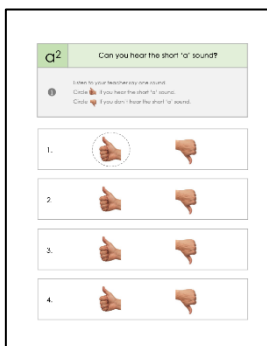 a² Can you hear the short 'a' sound?
Listen to your teacher say one sound.
Circle if you hear the short 'a' sound.
Circle if you don't hear the short 'a' sound.
1.
2.
3.
4.